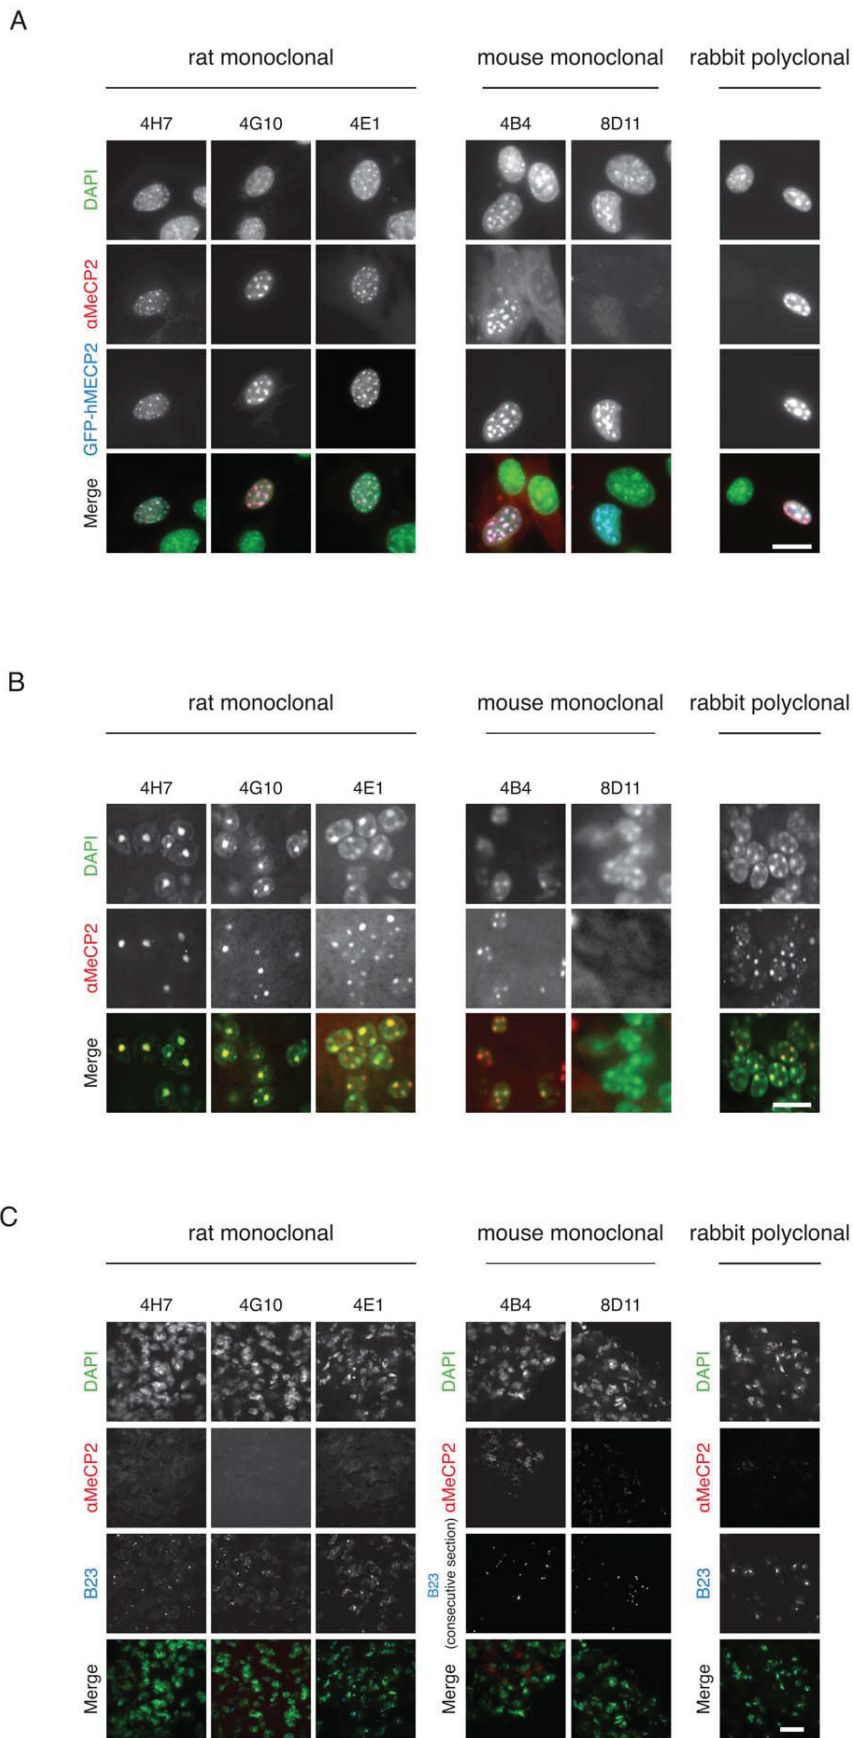 A
rat monoclonal
mouse monoclonal
rabbit polyclonal
4H7
4G10
4E1
4B4
8D11
DAPI
αMeCP2
GFP-hMECP2
Merge
B
rat monoclonal
mouse monoclonal
rabbit polyclonal
4H7
4G10
4E1
4B4
8D11
DAPI
αMeCP2
Merge
C
rat monoclonal
mouse monoclonal
rabbit polyclonal
4H7
4G10
4E1
4B4
8D11
DAPI
αMeCP2
B23
Merge
DAPI
αMeCP2
B23
(consecutive section)
Merge
DAPI
αMeCP2
B23
Merge